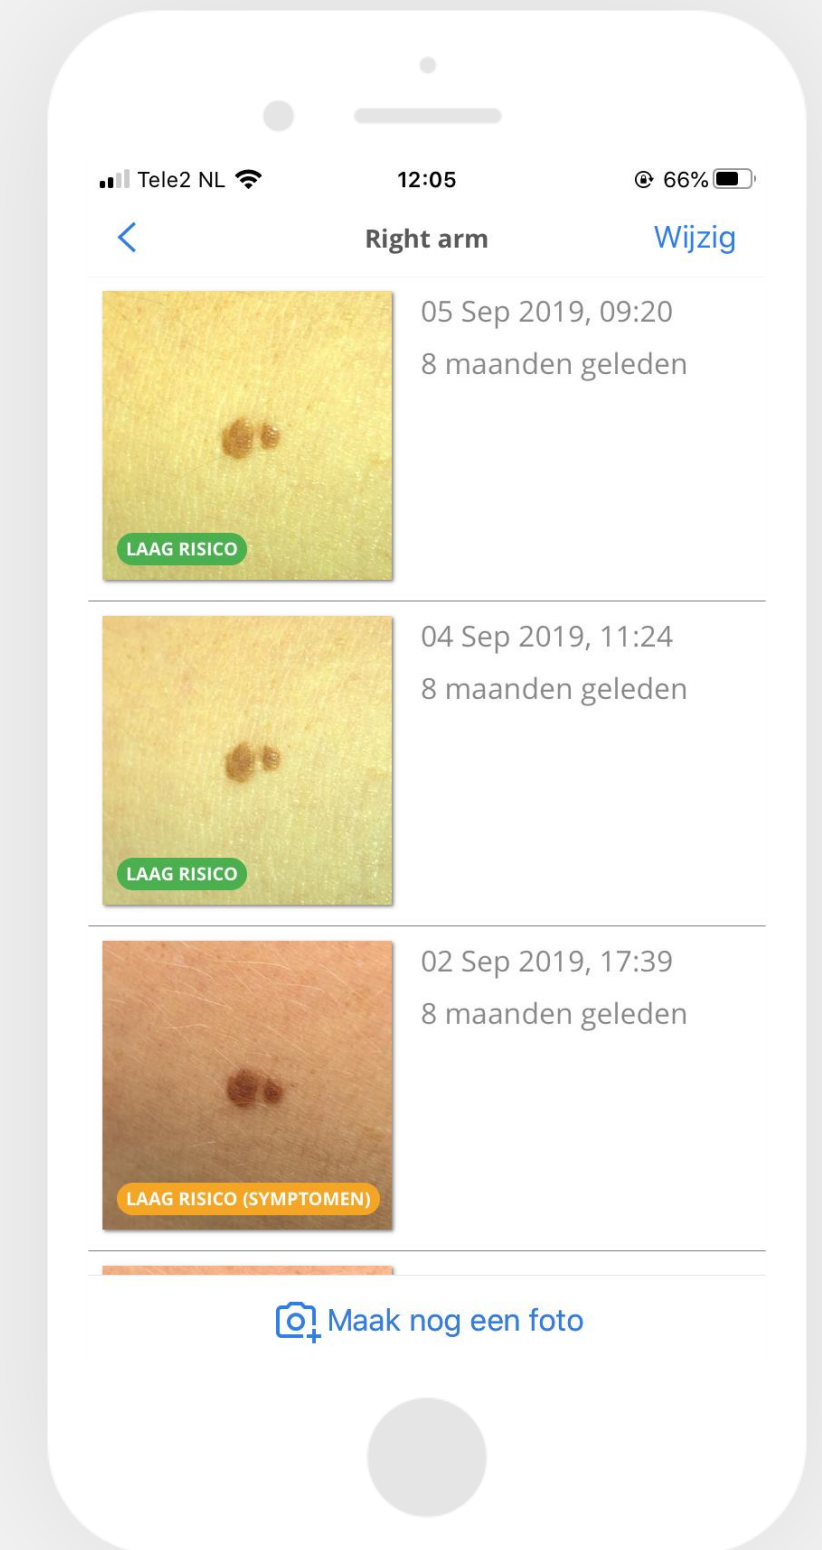 Tele2 NL 12:05 66%
Right arm Wijzig
05 Sep 2019, 09:20
8 maanden geleden
LAAG RISICO
04 Sep 2019, 11:24
8 maanden geleden
LAAG RISICO
02 Sep 2019, 17:39
8 maanden geleden
LAAG RISICO (SYMPTOMEN)
Maak nog een foto